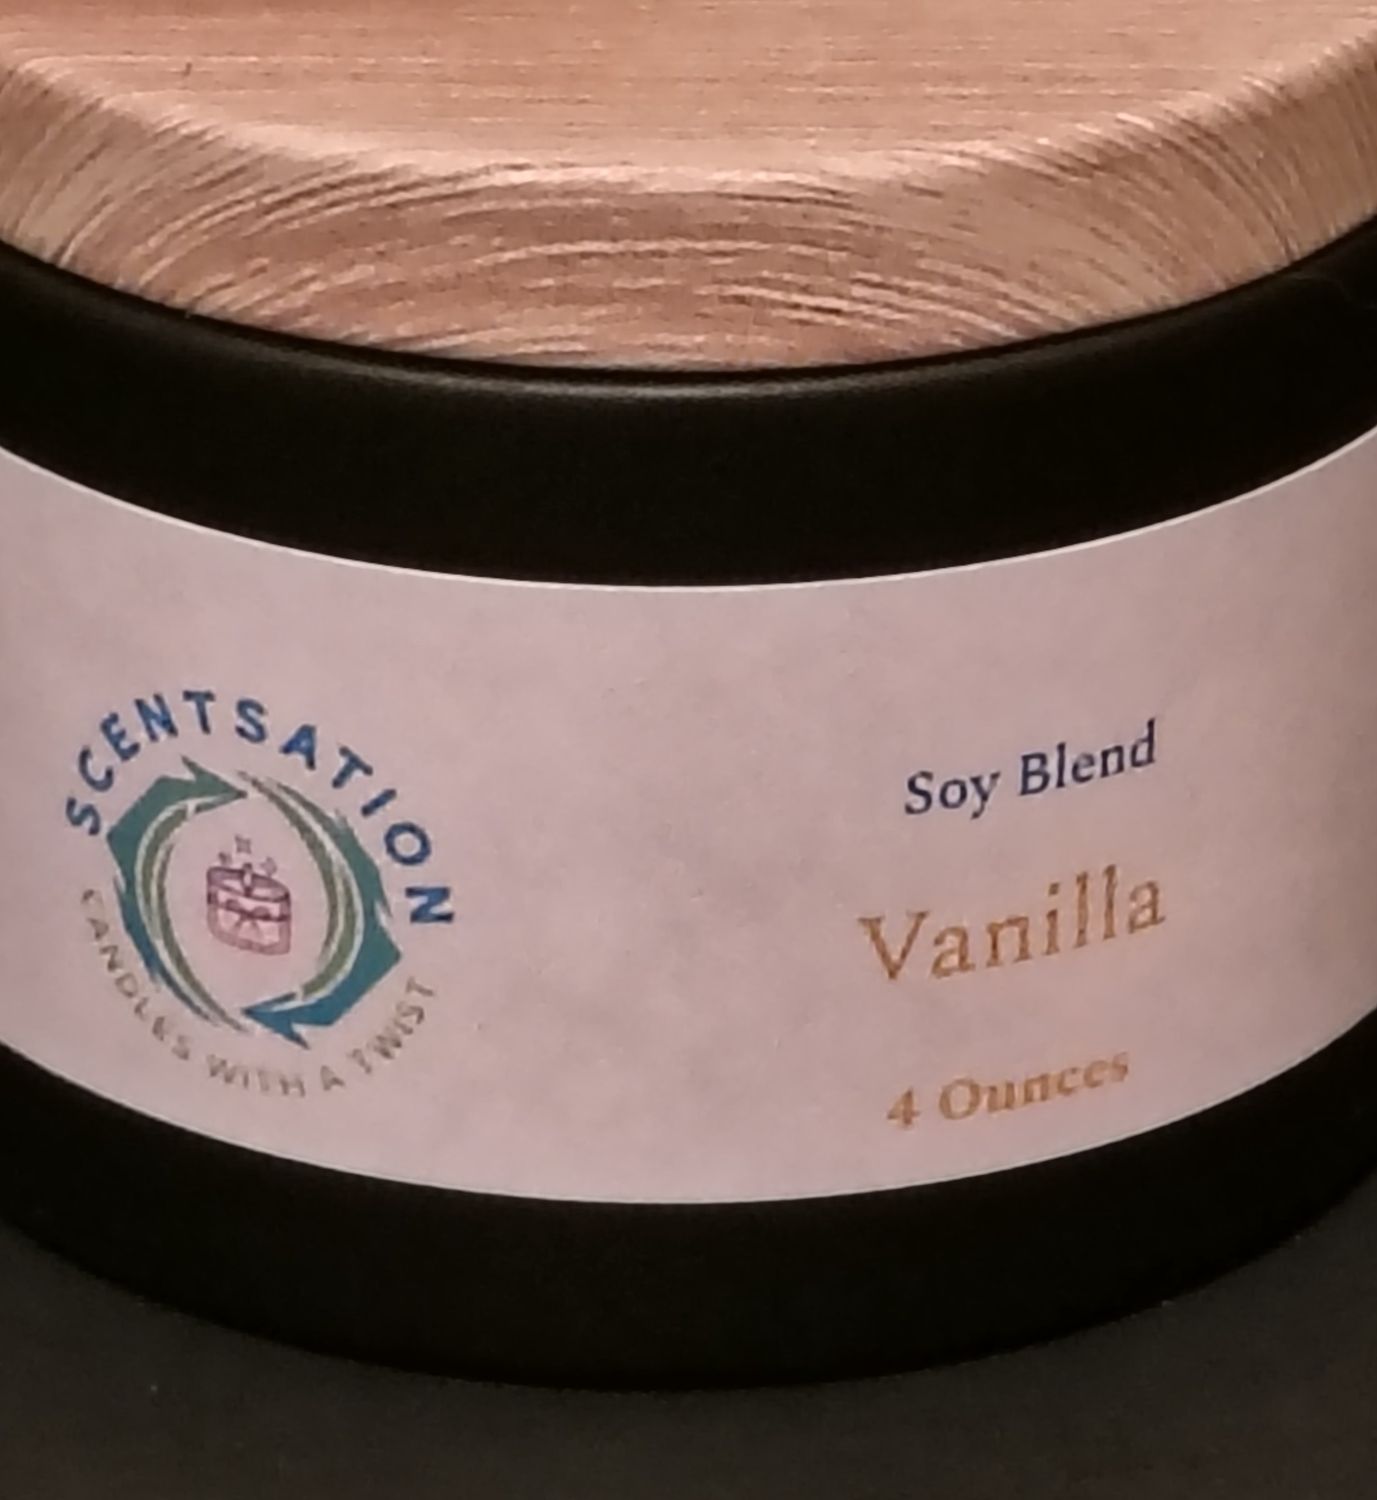 SCENTSATION
CANDLES WITH A TWIST
Soy Blend
Vanilla
4 Ounces